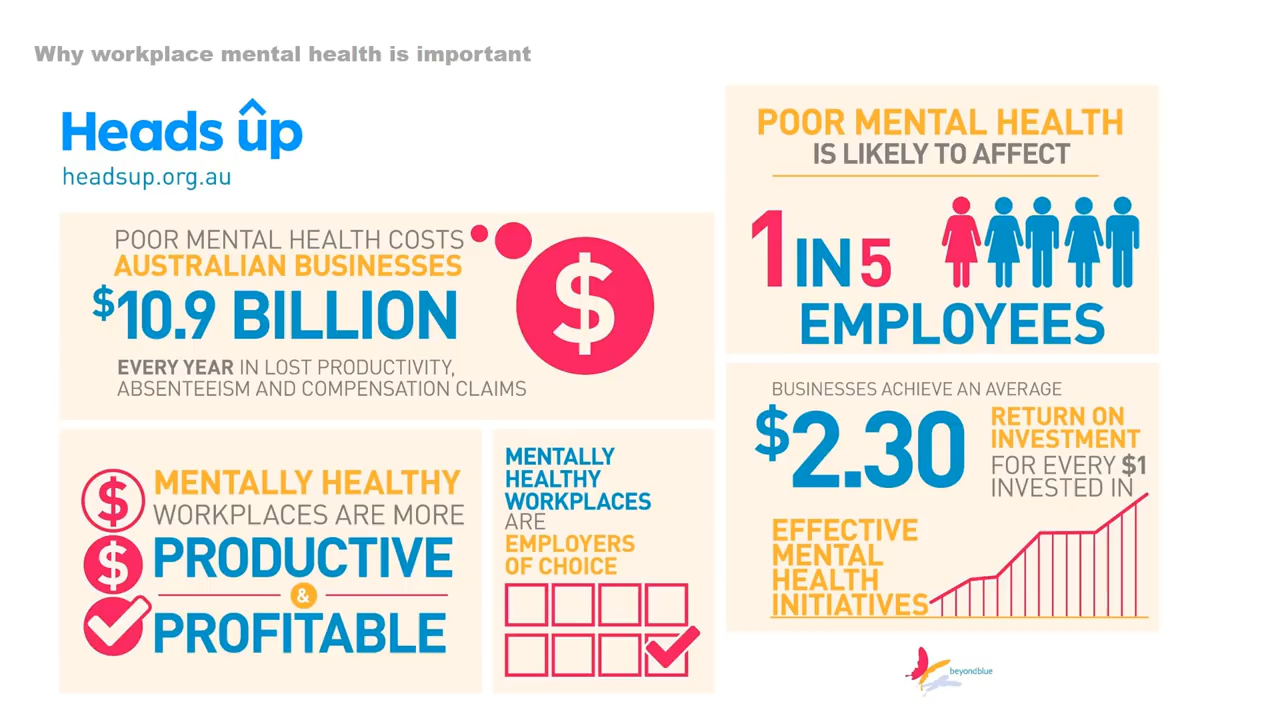 Why workplace mental health is important
Heads Up
headsup.org.au
POOR MENTAL HEALTH COSTS
AUSTRALIAN BUSINESSES
$10.9 BILLION
EVERY YEAR IN LOST PRODUCTIVITY,
ABSENTEEISM AND COMPENSATION CLAIMS
$
POOR MENTAL HEALTH
IS LIKELY TO AFFECT
1 IN 5
EMPLOYEES
$
$
MENTALLY HEALTHY
WORKPLACES ARE MORE
PRODUCTIVE
&
PROFITABLE
MENTALLY
HEALTHY
WORKPLACES
ARE
EMPLOYERS
OF CHOICE
BUSINESSES ACHIEVE AN AVERAGE
$2.30
RETURN ON
INVESTMENT
FOR EVERY $1
INVESTED IN
EFFECTIVE
MENTAL
HEALTH
INITIATIVES
beyondblue